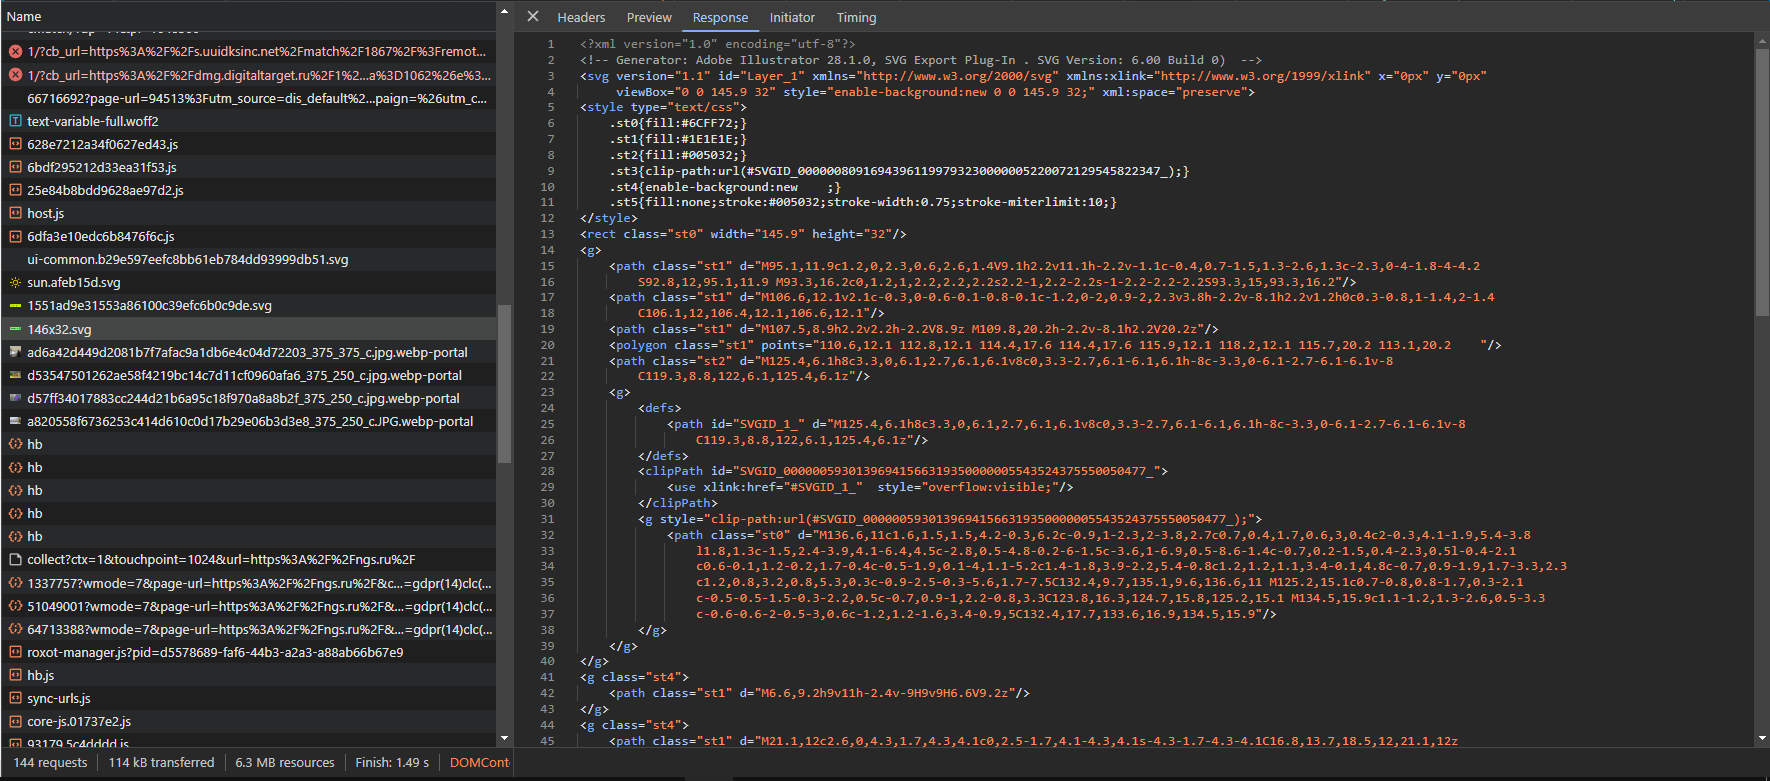 Name
1/?cb_url=https%3A%2F%2Fs.uuidksinc.net%2Fmatch%2F1867%2F%3Fremot...
1/?cb_url=https%3A%2F%2Fdmg.digitaltarget.ru%2F1%2...a%3D1062%26e%3...
66716692?page-url=94513%3Futm_source=dis_default%2...paign=%26utm_c...
text-variable-full.woff2
628e7212a34f0627ed43.js
6bdf295212d33ea31f53.js
25e84b8bdd9628ae97d2.js
host.js
6dfa3e10edc6b8476f6c.js
ui-common.b29e597eefc8bb61eb784dd93999db51.svg
sun.afeb15d.svg
1551ad9e31553a86100c39efc6b0c9de.svg
146x32.svg
ad6a42d449d2081b7f7afac9a1db6e4c04d72203_375_375_c.jpg.webp-portal
d53547501262ae58f4219bc14c7d11cf0960afa6_375_250_c.jpg.webp-portal
d57ff34017883cc244d21b6a95c18f970a8a8b2f_375_250_c.jpg.webp-portal
a820558f6736253c414d610c0d17b29e06b3d3e8_375_250_c.JPG.webp-portal
hb
hb
hb
hb
hb
collect?ctx=1&touchpoint=1024&url=https%3A%2F%2Fngs.ru%2F
1337757?wmode=7&page-url=https%3A%2F%2Fngs.ru%2F&c...=gdpr(14)clc(...
51049001?wmode=7&page-url=https%3A%2F%2Fngs.ru%2F&...=gdpr(14)clc(...
64713388?wmode=7&page-url=https%3A%2F%2Fngs.ru%2F&...=gdpr(14)clc(...
roxot-manager.js?pid=d5578689-faf6-44b3-a2a3-a88ab66b67e9
hb.js
sync-urls.js
core-js.01737e2.js
93179.5c4dddd.js
144 requests 114 kB transferred 6.3 MB resources Finish: 1.49 s DOMCont
Headers Preview Response Initiator Timing
1 <?xml version="1.0" encoding="utf-8"?>
2 <!-- Generator: Adobe Illustrator 28.1.0, SVG Export Plug-In . SVG Version: 6.00 Build 0)  -->
3 <svg version="1.1" id="Layer_1" xmlns="http://www.w3.org/2000/svg" xmlns:xlink="http://www.w3.org/1999/xlink" x="0px" y="0px"
4 viewBox="0 0 145.9 32" style="enable-background:new 0 0 145.9 32;" xml:space="preserve">
5 <style type="text/css">
6 .st0{fill:#6CFF72;}
7 .st1{fill:#1E1E1E;}
8 .st2{fill:#005032;}
9 .st3{clip-path:url(#SVGID_00000080916943961199793230000005220072129545822347_);}
10 .st4{enable-background:new    ;}
11 .st5{fill:none;stroke:#005032;stroke-width:0.75;stroke-miterlimit:10;}
12 </style>
13 <rect class="st0" width="145.9" height="32"/>
14 <g>
15 <path class="st1" d="M95.1,11.9c1.2,0,2.3,0.6,2.6,1.4V9.1h2.2v11.1h-2.2v-1.1c-0.4,0.7-1.5,1.3-2.6,1.3c-2.3,0-4-1.8-4-4.2
16 S92.8,12,95.1,11.9 M93.3,16.2c0,1.2,1,2.2,2.2,2.2s2.2-1,2.2-2.2s-1-2.2-2.2-2.2S93.3,15,93.3,16.2"/>
17 <path class="st1" d="M106.6,12.1v2.1c-0.3,0-0.6-0.1-0.8-0.1c-1.2,0-2,0.9-2,2.3v3.8h-2.2v-8.1h2.2v1.2h0c0.3-0.8,1-1.4,2-1.4
18 C106.1,12,106.4,12.1,106.6,12.1"/>
19 <path class="st1" d="M107.5,8.9h2.2v2.2h-2.2V8.9z M109.8,20.2h-2.2v-8.1h2.2V20.2z"/>
20 <polygon class="st1" points="110.6,12.1 112.8,12.1 114.4,17.6 114.4,17.6 115.9,12.1 118.2,12.1 115.7,20.2 113.1,20.2    "/>
21 <path class="st2" d="M125.4,6.1h8c3.3,0,6.1,2.7,6.1,6.1v8c0,3.3-2.7,6.1-6.1,6.1h-8c-3.3,0-6.1-2.7-6.1-6.1v-8
22 C119.3,8.8,122,6.1,125.4,6.1z"/>
23 <g>
24 <defs>
25 <path id="SVGID_1_" d="M125.4,6.1h8c3.3,0,6.1,2.7,6.1,6.1v8c0,3.3-2.7,6.1-6.1,6.1h-8c-3.3,0-6.1-2.7-6.1-6.1v-8
26 C119.3,8.8,122,6.1,125.4,6.1z"/>
27 </defs>
28 <clipPath id="SVGID_00000059301396941566319350000005543524375550050477_">
29 <use xlink:href="#SVGID_1_"  style="overflow:visible;"/>
30 </clipPath>
31 <g style="clip-path:url(#SVGID_00000059301396941566319350000005543524375550050477_);">
32 <path class="st0" d="M136.6,11c1.6,1.5,1.5,4.2-0.3,6.2c-0.9,1-2.3,2-3.8,2.7c0.7,0.4,1.7,0.6,3,0.4c2-0.3,4.1-1.9,5.4-3.8
33 l1.8,1.3c-1.5,2.4-3.9,4.1-6.4,4.5c-2.8,0.5-4.8-0.2-6-1.5c-3.6,1-6.9,0.5-8.6-1.4c-0.7,0.2-1.5,0.4-2.3,0.5l-0.4-2.1
34 c0.6-0.1,1.2-0.2,1.7-0.4c-0.5-1.9,0.1-4,1.1-5.2c1.4-1.8,3.9-2.2,5.4-0.8c1.2,1.2,1.1,3.4-0.1,4.8c-0.7,0.9-1.9,1.7-3.3,2.3
35 c1.2,0.8,3.2,0.8,5.3,0.3c-0.9-2.5-0.3-5.6,1.7-7.5C132.4,9.7,135.1,9.6,136.6,11 M125.2,15.1c0.7-0.8,0.8-1.7,0.3-2.1
36 c-0.5-0.5-1.5-0.3-2.2,0.5c-0.7,0.9-1,2.2-0.8,3.3C123.8,16.3,124.7,15.8,125.2,15.1 M134.5,15.9c1.1-1.2,1.3-2.6,0.5-3.3
37 c-0.6-0.6-2-0.5-3,0.6c-1.2,1.2-1.6,3.4-0.9,5C132.4,17.7,133.6,16.9,134.5,15.9"/>
38 </g>
39 </g>
40 </g>
41 <g class="st4">
42 <path class="st1" d="M6.6,9.2h9v11h-2.4v-9H9v9H6.6V9.2z"/>
43 </g>
44 <g class="st4">
45 <path class="st1" d="M21.1,12c2.6,0,4.3,1.7,4.3,4.1c0,2.5-1.7,4.1-4.3,4.1s-4.3-1.7-4.3-4.1C16.8,13.7,18.5,12,21.1,12z